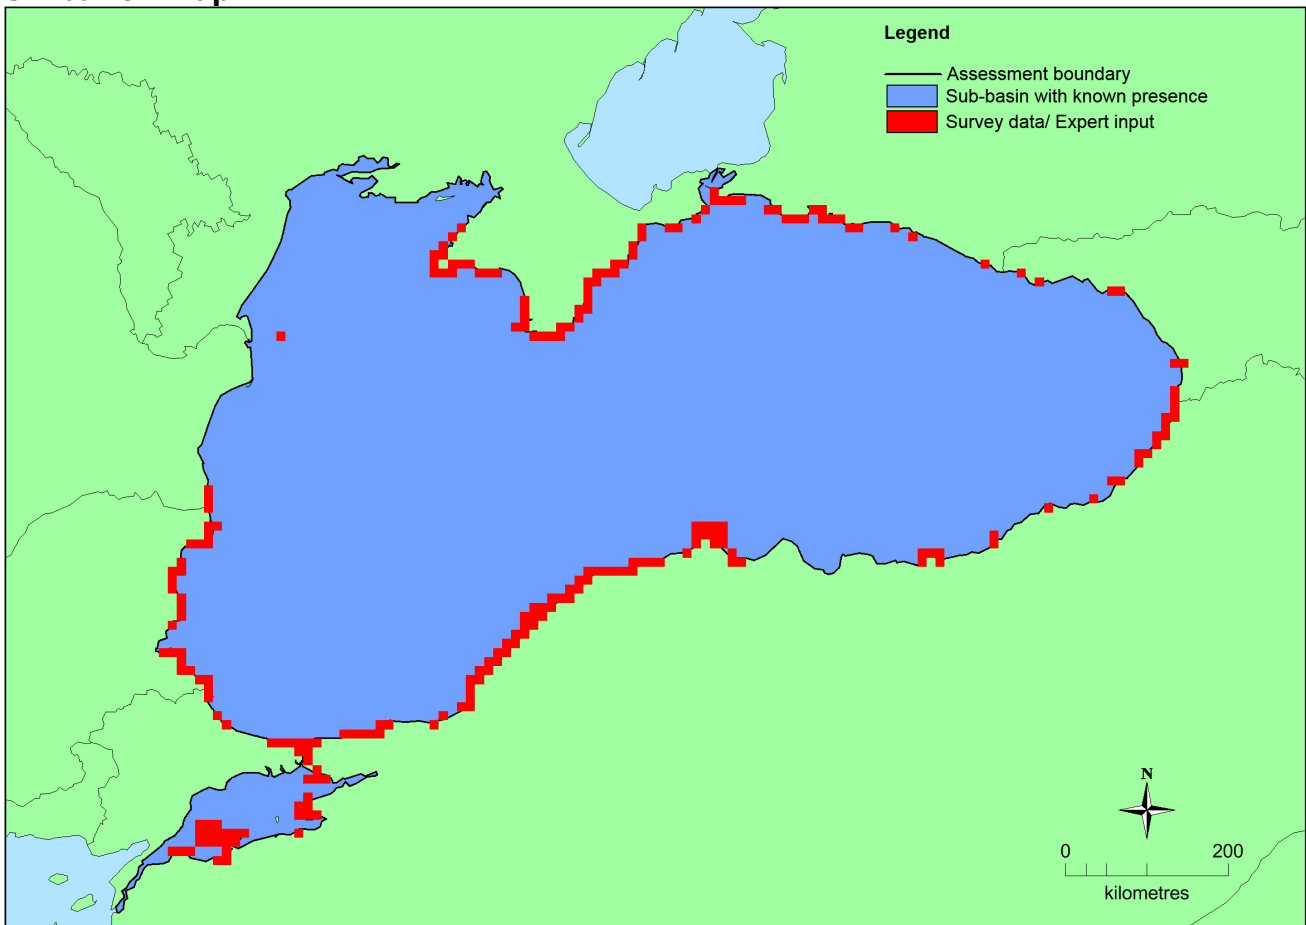 Legend
Assessment boundary
Sub-basin with known presence
Survey data/ Expert input
N
0 200
kilometres